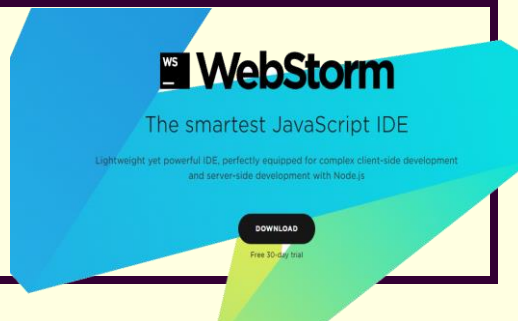 WS
WebStorm
The smartest JavaScript IDE
Lightweight yet powerful IDE, perfectly equipped for complex client-side development
and server-side development with Node.js
DOWNLOAD
Free 30-day trial